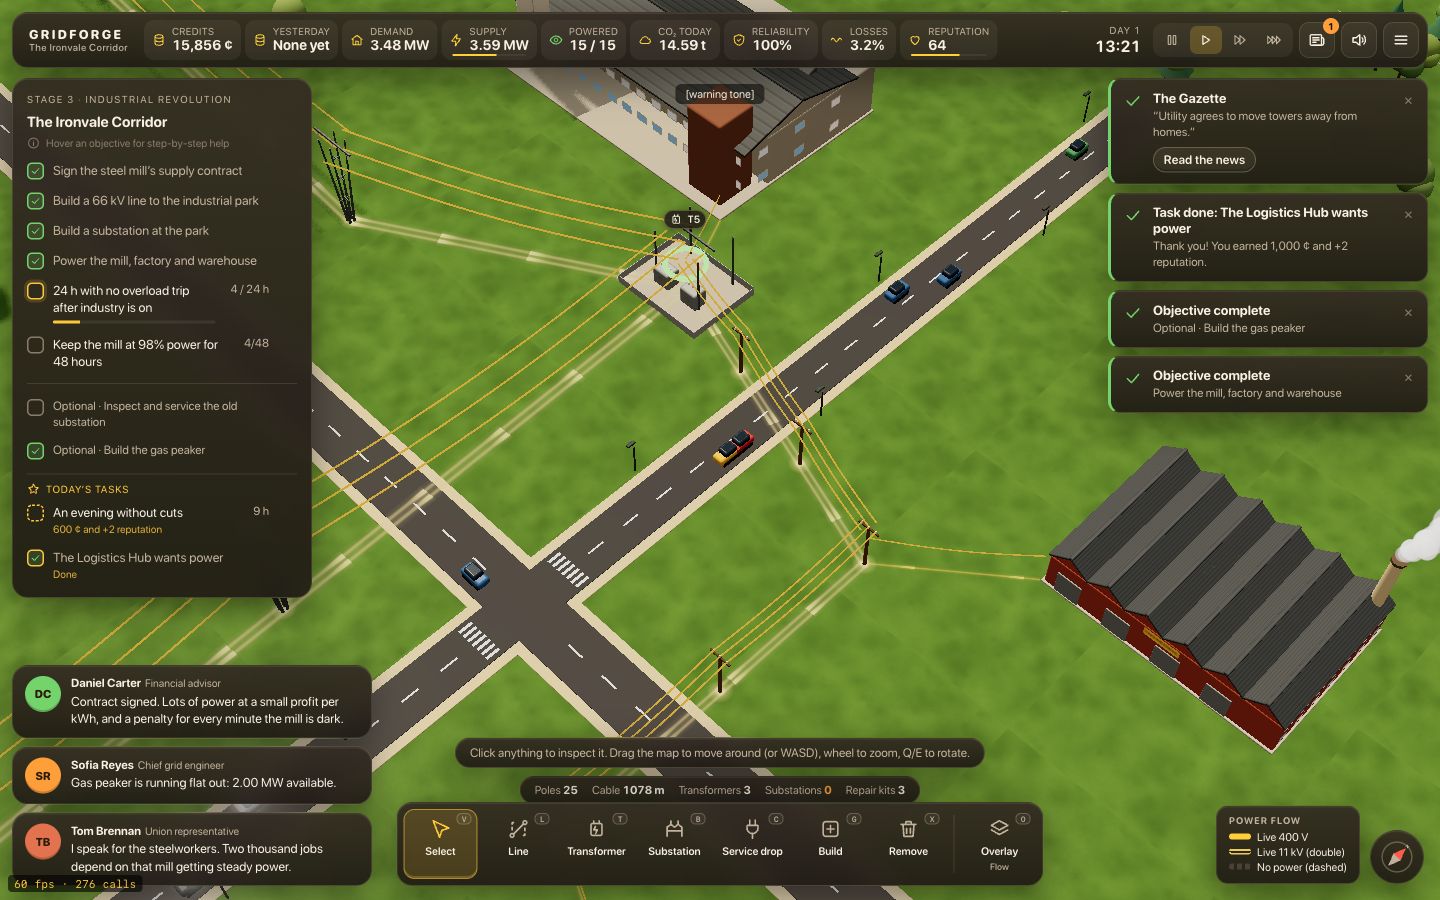 GRIDFORGE
The Ironvale Corridor
CREDITS
15,856 ¢
YESTERDAY
None yet
DEMAND
3.48 MW
SUPPLY
3.59 MW
POWERED
15 / 15
CO₂ TODAY
14.59 t
RELIABILITY
100%
LOSSES
3.2%
REPUTATION
64
DAY 1
13:21
1
STAGE 3 · INDUSTRIAL REVOLUTION
The Ironvale Corridor
Hover an objective for step-by-step help
Sign the steel mill's supply contract
Build a 66 kV line to the industrial park
Build a substation at the park
Power the mill, factory and warehouse
24 h with no overload trip
after industry is on
4 / 24 h
Keep the mill at 98% power for
48 hours
4/48
Optional · Inspect and service the old
substation
Optional · Build the gas peaker
TODAY'S TASKS
An evening without cuts
9 h
600 ¢ and +2 reputation
The Logistics Hub wants power
Done
[warning tone]
T5
The Gazette
“Utility agrees to move towers away from
homes.”
Read the news
Task done: The Logistics Hub wants
power
Thank you! You earned 1,000 ¢ and +2
reputation.
Objective complete
Optional · Build the gas peaker
Objective complete
Power the mill, factory and warehouse
DC
Daniel Carter Financial advisor
Contract signed. Lots of power at a small profit per
kWh, and a penalty for every minute the mill is dark.
SR
Sofia Reyes Chief grid engineer
Gas peaker is running flat out: 2.00 MW available.
TB
Tom Brennan Union representative
I speak for the steelworkers. Two thousand jobs
depend on that mill getting steady power.
60 fps · 276 calls
Click anything to inspect it. Drag the map to move around (or WASD), wheel to zoom, Q/E to rotate.
Poles 25 Cable 1078 m Transformers 3 Substations 0 Repair kits 3
V
Select
L
Line
T
Transformer
B
Substation
C
Service drop
G
Build
X
Remove
O
Overlay
Flow
POWER FLOW
Live 400 V
Live 11 kV (double)
No power (dashed)